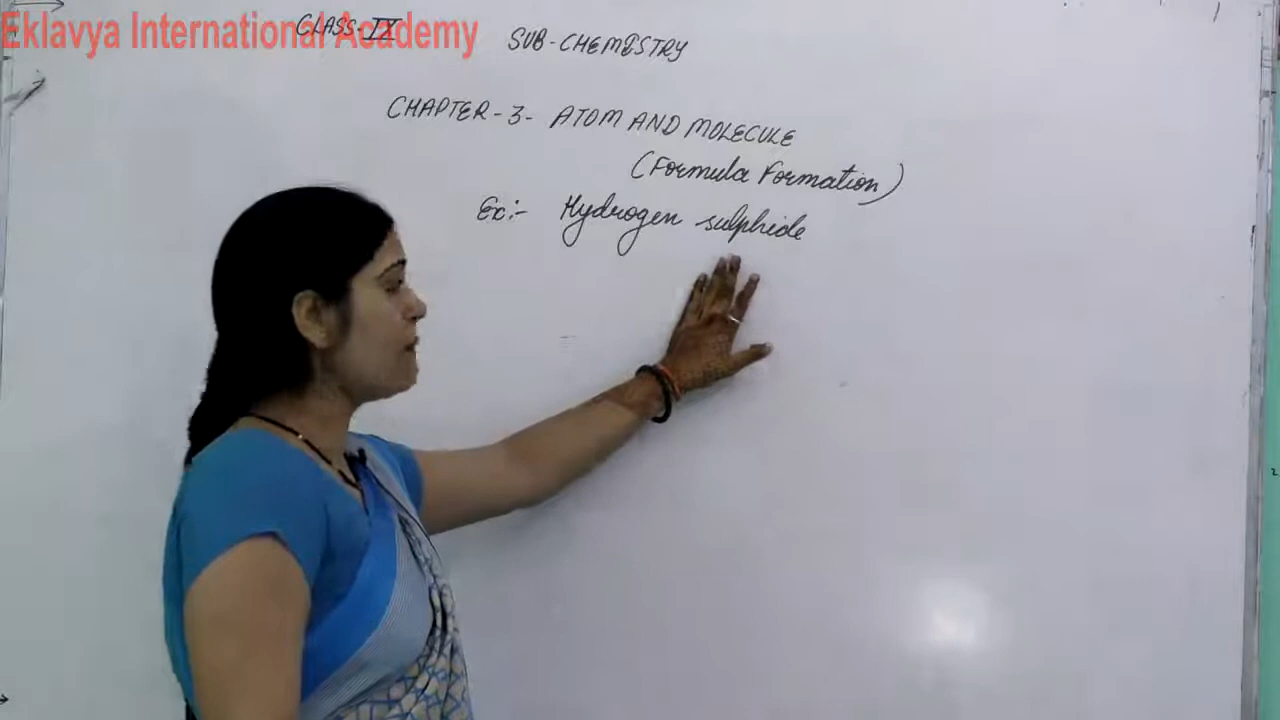 Eklavya International Academy
CLASS-IX
SUB-CHEMISTRY
CHAPTER-3- ATOM AND MOLECULE
(Formula Formation)
Ex:- Hydrogen sulphide